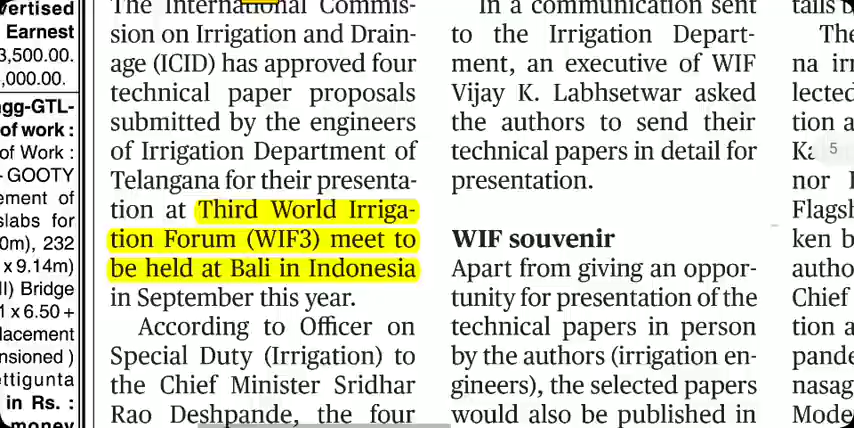 vertised
Earnest
3,500.00.
,000.00.
gg-GTL-
of work :
of Work :
- GOOTY
ement of
slabs for
0m), 232
x 9.14m)
ll) Bridge
1 x 6.50 +
lacement
nsioned )
ettigunta
in Rs. :
money
The International Commis-
sion on Irrigation and Drain-
age (ICID) has approved four
technical paper proposals
submitted by the engineers
of Irrigation Department of
Telangana for their presenta-
tion at Third World Irriga-
tion Forum (WIF3) meet to
be held at Bali in Indonesia
in September this year.
According to Officer on
Special Duty (Irrigation) to
the Chief Minister Sridhar
Rao Deshpande, the four
In a communication sent
to the Irrigation Depart-
ment, an executive of WIF
Vijay K. Labhsetwar asked
the authors to send their
technical papers in detail for
presentation.
WIF souvenir
Apart from giving an oppor-
tunity for presentation of the
technical papers in person
by the authors (irrigation en-
gineers), the selected papers
would also be published in
tails b
The
na irr
lected
tion a
Ka
5
nor I
Flagsh
ken b
autho
Chief
tion a
pande
nasag
Mode